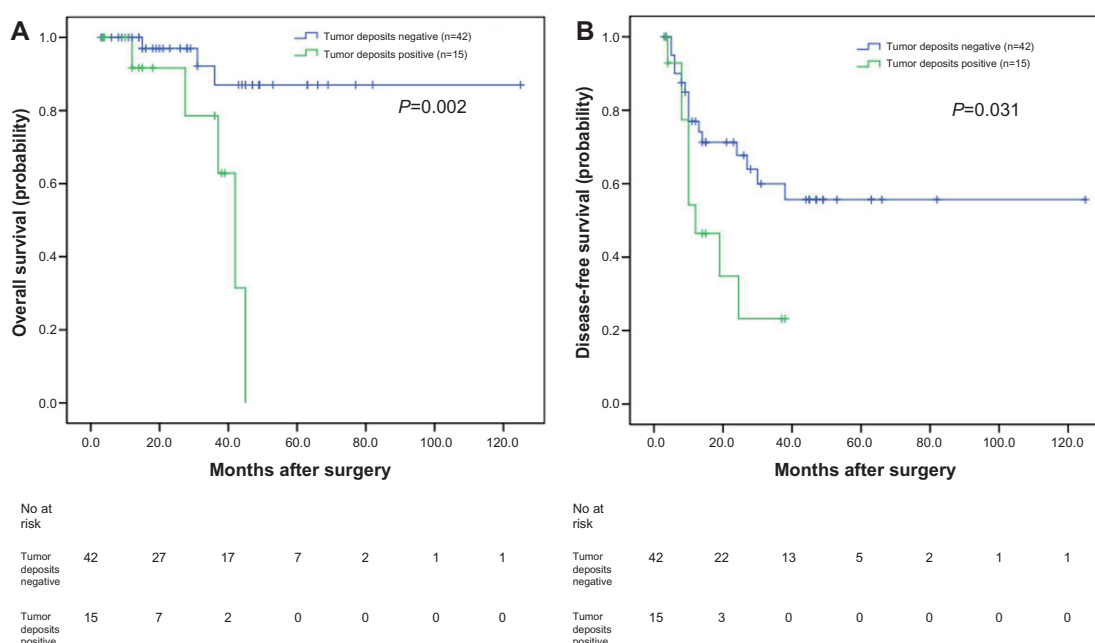 A
Tumor deposits negative (n=42)
Tumor deposits positive (n=15)
P=0.002
Overall survival (probability)
1.0
0.8
0.6
0.4
0.2
0.0
0.0 20.0 40.0 60.0 80.0 100.0 120.0
Months after surgery
No at
risk
Tumor
deposits
negative
42 27 17 7 2 1 1
Tumor
deposits
positive
15 7 2 0 0 0 0
B
Tumor deposits negative (n=42)
Tumor deposits positive (n=15)
P=0.031
Disease-free survival (probability)
1.0
0.8
0.6
0.4
0.2
0.0
0.0 20.0 40.0 60.0 80.0 100.0 120.0
Months after surgery
No at
risk
Tumor
deposits
negative
42 22 13 5 2 1 1
Tumor
deposits
positive
15 3 0 0 0 0 0